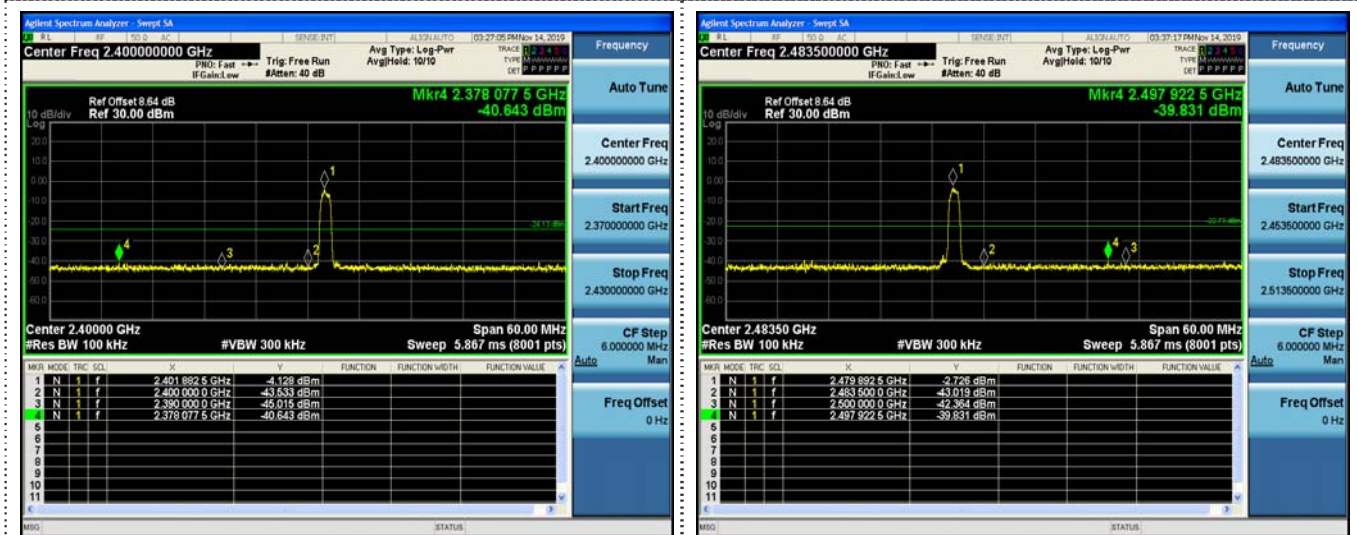 Agilent Spectrum Analyzer - Swept SA
RL RF 50 Ω AC SENSE:INT ALIGN AUTO 03:27:05 PM Nov 14, 2019
Center Freq 2.400000000 GHz
PNO: Fast
IFGain:Low
Trig: Free Run
#Atten: 40 dB
Avg Type: Log-Pwr
Avg|Hold: 10/10
TRACE 1 2 3 4 5 6
TYPE M
DET P P P P P P
Ref Offset 8.64 dB
10 dB/div Ref 30.00 dBm
Log
Mkr4 2.378 077 5 GHz
-40.643 dBm
20.0
10.0
0.00
-10.0
-20.0
-30.0
-40.0
-50.0
-60.0
-24.13 dBm
1
2
3
4
Center 2.40000 GHz Span 60.00 MHz
#Res BW 100 kHz #VBW 300 kHz Sweep 5.867 ms (8001 pts)
MKR MODE TRC SCL X Y FUNCTION FUNCTION WIDTH FUNCTION VALUE
1 N 1 f 2.401 892 5 GHz -4.128 dBm
2 N 1 f 2.400 000 0 GHz -43.533 dBm
3 N 1 f 2.390 000 0 GHz -45.015 dBm
4 N 1 f 2.378 077 5 GHz -40.643 dBm
5
6
7
8
9
10
11
MSG STATUS
Frequency
Auto Tune
Center Freq
2.400000000 GHz
Start Freq
2.370000000 GHz
Stop Freq
2.430000000 GHz
CF Step
6.000000 MHz
Auto Man
Freq Offset
0 Hz
Agilent Spectrum Analyzer - Swept SA
RL RF 50 Ω AC SENSE:INT ALIGN AUTO 03:37:17 PM Nov 14, 2019
Center Freq 2.483500000 GHz
PNO: Fast
IFGain:Low
Trig: Free Run
#Atten: 40 dB
Avg Type: Log-Pwr
Avg|Hold: 10/10
TRACE 1 2 3 4 5 6
TYPE M
DET P P P P P P
Ref Offset 8.64 dB
10 dB/div Ref 30.00 dBm
Log
Mkr4 2.497 922 5 GHz
-39.831 dBm
20.0
10.0
0.00
-10.0
-20.0
-30.0
-40.0
-50.0
-60.0
-22.73 dBm
1
2
3
4
Center 2.48350 GHz Span 60.00 MHz
#Res BW 100 kHz #VBW 300 kHz Sweep 5.867 ms (8001 pts)
MKR MODE TRC SCL X Y FUNCTION FUNCTION WIDTH FUNCTION VALUE
1 N 1 f 2.479 892 5 GHz -2.726 dBm
2 N 1 f 2.483 500 0 GHz -43.019 dBm
3 N 1 f 2.500 000 0 GHz -42.364 dBm
4 N 1 f 2.497 922 5 GHz -39.831 dBm
5
6
7
8
9
10
11
MSG STATUS
Frequency
Auto Tune
Center Freq
2.483500000 GHz
Start Freq
2.453500000 GHz
Stop Freq
2.513500000 GHz
CF Step
6.000000 MHz
Auto Man
Freq Offset
0 Hz